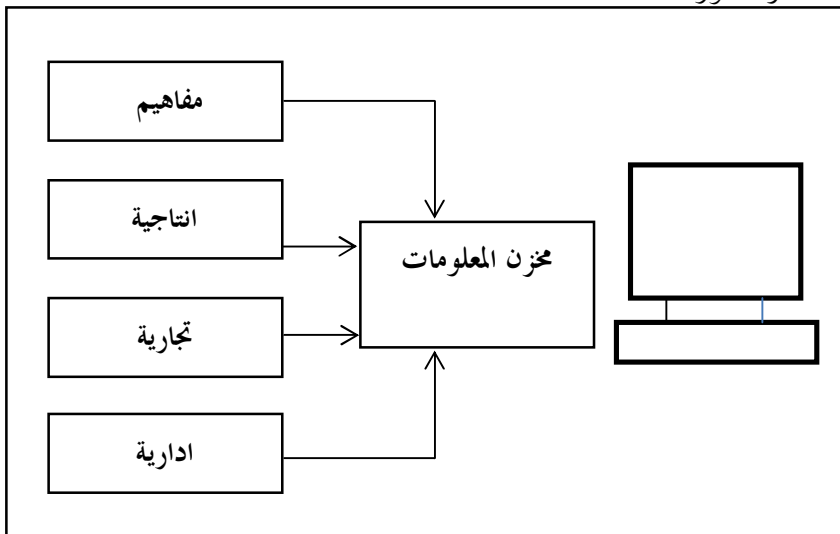 مفاهيم
انتاجية
مخزن المعلومات
تجارية
ادارية